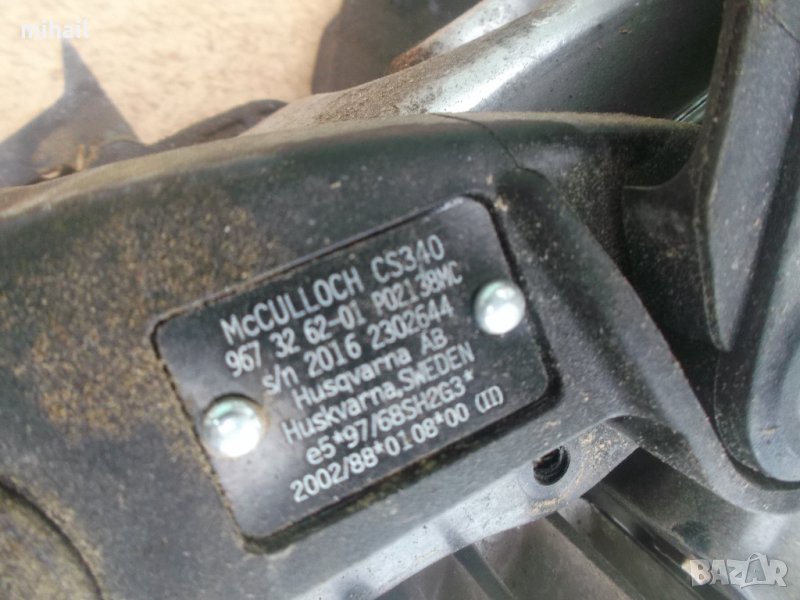 mihail
McCULLOCH CS340
967 32 62-01 P02138MC
s/n 2016 2302644
Husqvarna AB
Huskvarna, SWEDEN
e5*97/68SH2G3*
2002/88*0108*00 (II)
BAZAR